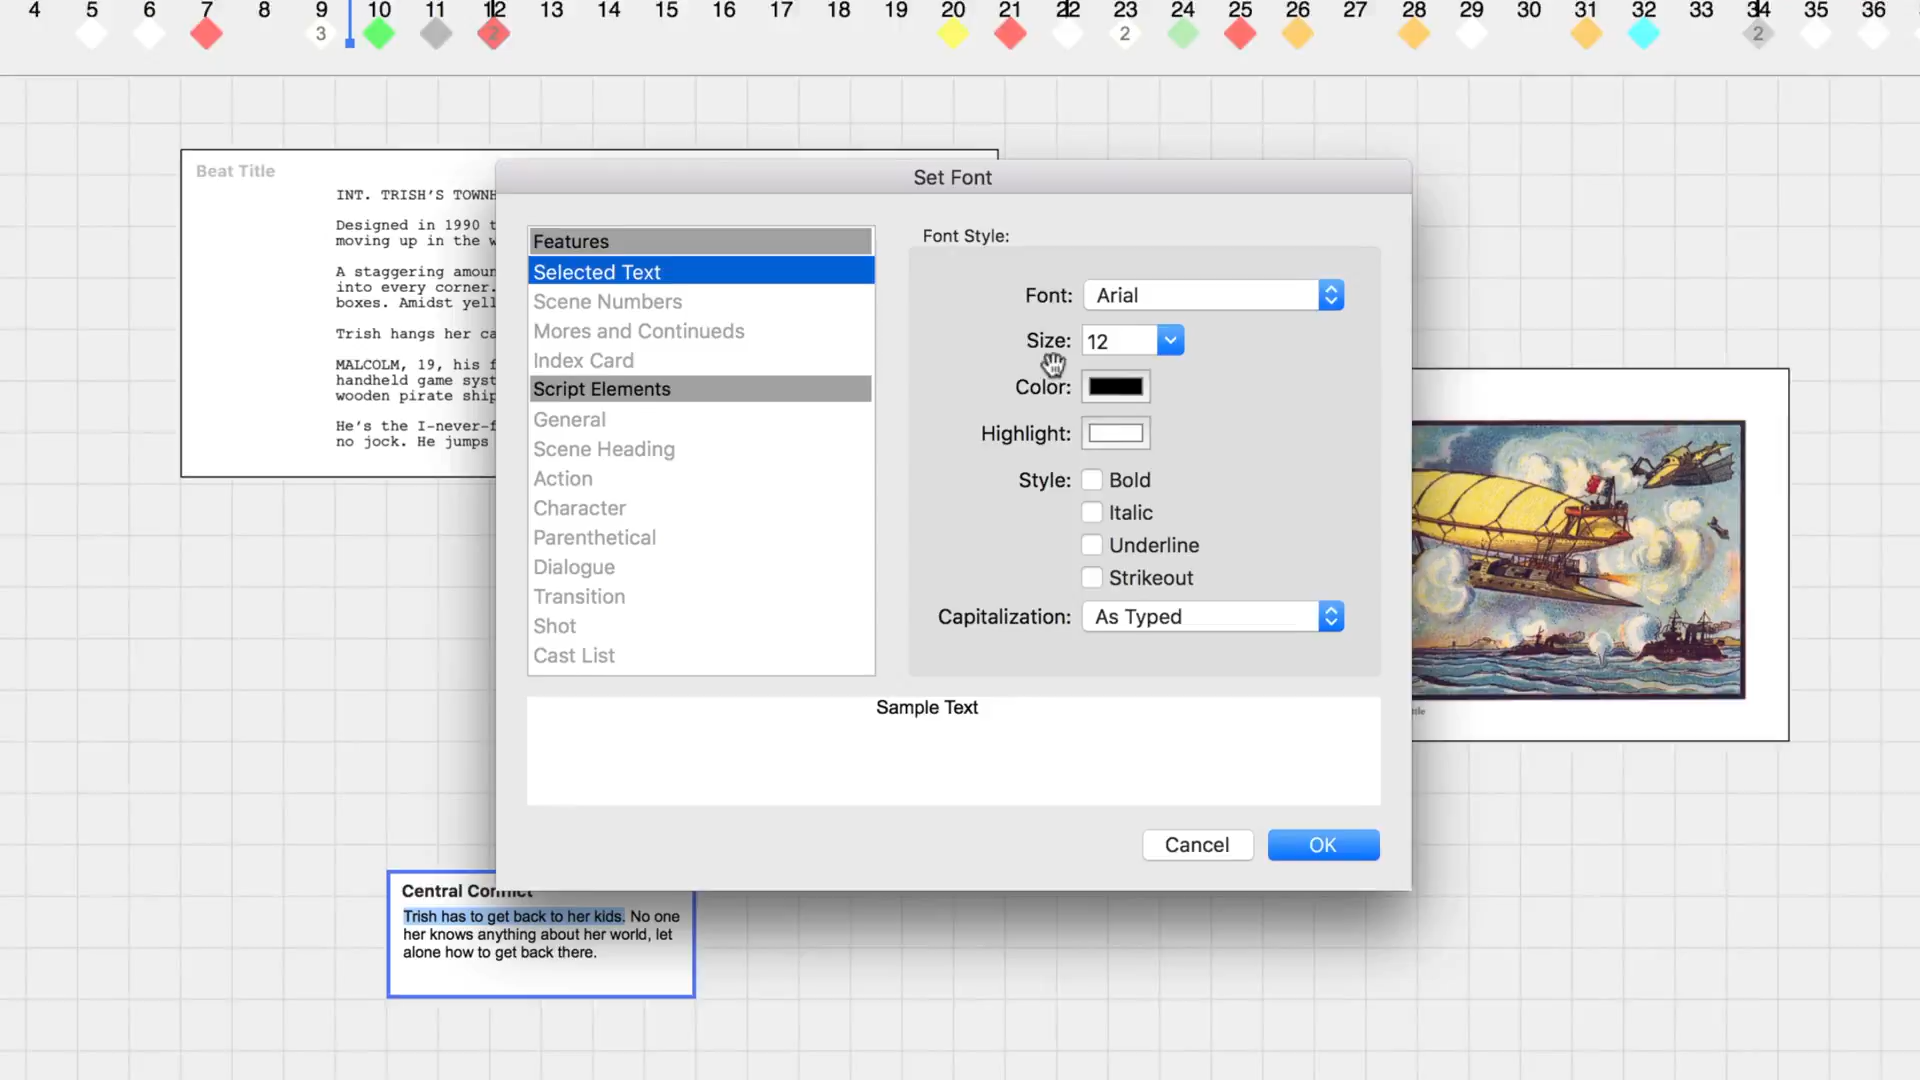 4 5 6 7 8 9 10 11 12 13 14 15 16 17 18 19 20 21 22 23 24 25 26 27 28 29 30 31 32 33 34 35 36
3 2 2 2
Beat Title
INT. TRISH'S TOWNH
Designed in 1990 t
moving up in the w
A staggering amoun
into every corner.
boxes. Amidst yell
Trish hangs her ca
MALCOLM, 19, his f
handheld game syst
wooden pirate ship
He's the I-never-f
no jock. He jumps
Set Font
Features
Selected Text
Scene Numbers
Mores and Continueds
Index Card
Script Elements
General
Scene Heading
Action
Character
Parenthetical
Dialogue
Transition
Shot
Cast List
Font Style:
Font: Arial
Size: 12
Color:
Highlight:
Style: Bold
Italic
Underline
Strikeout
Capitalization: As Typed
Sample Text
Cancel OK
Central Conflict
Trish has to get back to her kids. No one
her knows anything about her world, let
alone how to get back there.